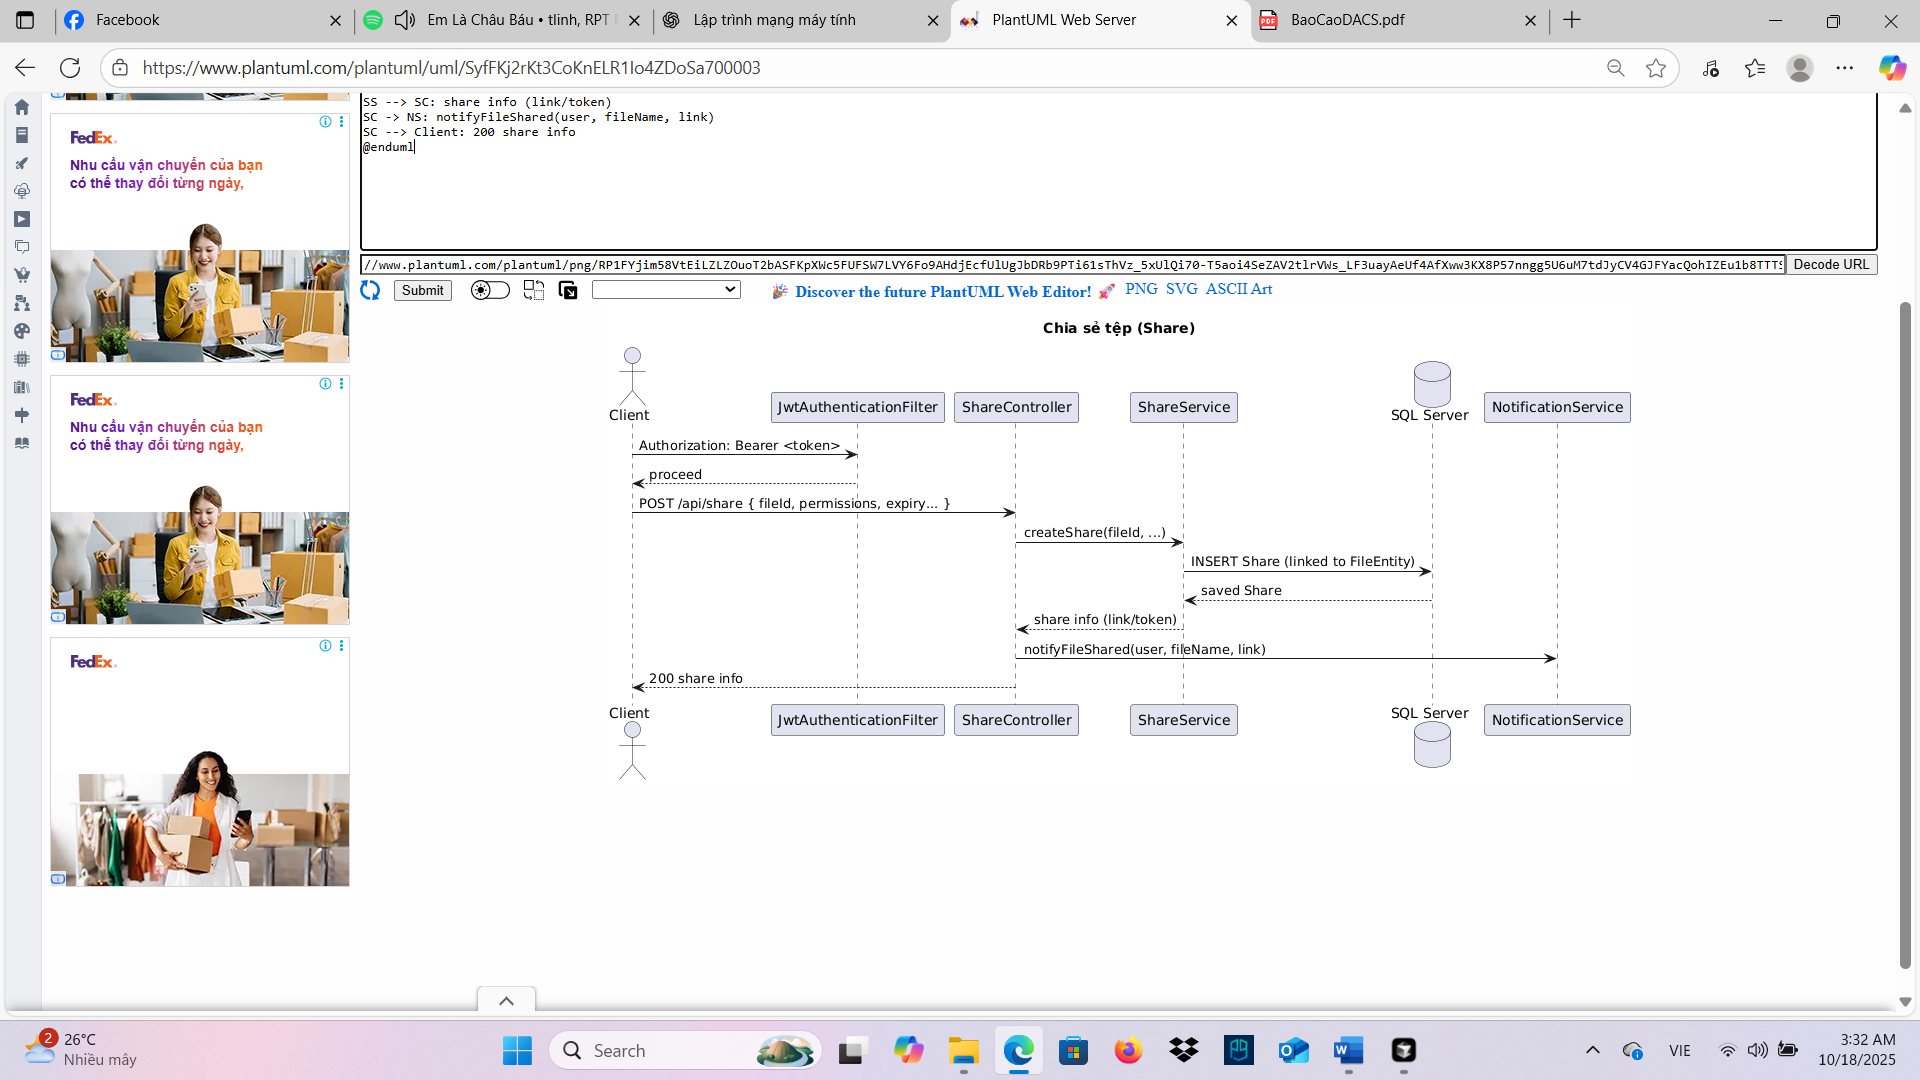 Facebook
Em Là Châu Báu • tlinh, RPT
Lập trình mạng máy tính
PlantUML Web Server
BaoCaoDACS.pdf
https://www.plantuml.com/plantuml/uml/SyfFKj2rKt3CoKnELR1Io4ZDoSa700003
SS --> SC: share info (link/token)
SC -> NS: notifyFileShared(user, fileName, link)
SC --> Client: 200 share info
@enduml
Decode URL
Submit
Discover the future PlantUML Web Editor!
PNG SVG ASCII Art
FedEx
Nhu cầu vận chuyển của bạn
có thể thay đổi từng ngày,
FedEx
Nhu cầu vận chuyển của bạn
có thể thay đổi từng ngày,
FedEx
Chia sẻ tệp (Share)
Client
JwtAuthenticationFilter
ShareController
ShareService
SQL Server
NotificationService
Authorization: Bearer <token>
proceed
POST /api/share { fileId, permissions, expiry... }
createShare(fileId, ...)
INSERT Share (linked to FileEntity)
saved Share
share info (link/token)
notifyFileShared(user, fileName, link)
200 share info
Client
JwtAuthenticationFilter
ShareController
ShareService
SQL Server
NotificationService
2
26°C
Nhiều mây
Search
VIE
3:32 AM
10/18/2025